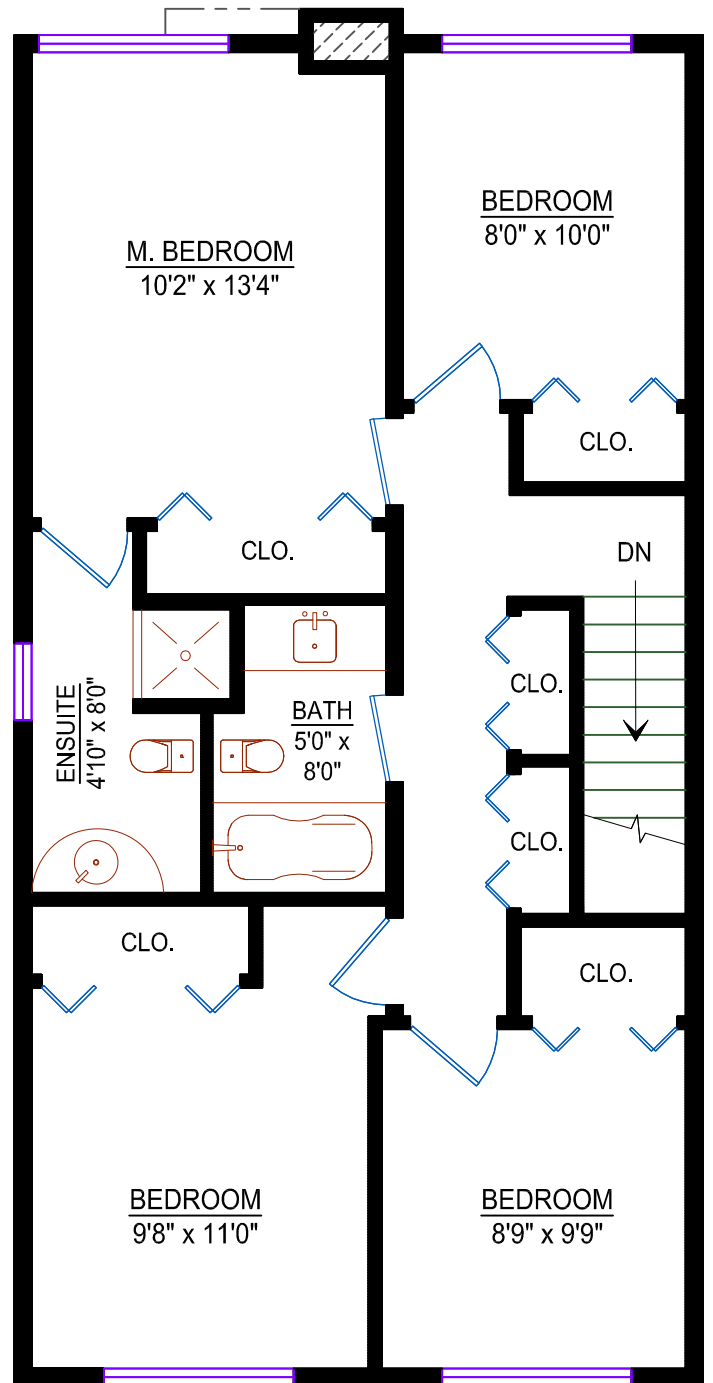 M. BEDROOM
10'2" x 13'4"
BEDROOM
8'0" x 10'0"
CLO.
CLO.
DN
ENSUITE
4'10" x 8'0"
BATH
5'0" x
8'0"
CLO.
CLO.
CLO.
CLO.
BEDROOM
9'8" x 11'0"
BEDROOM
8'9" x 9'9"